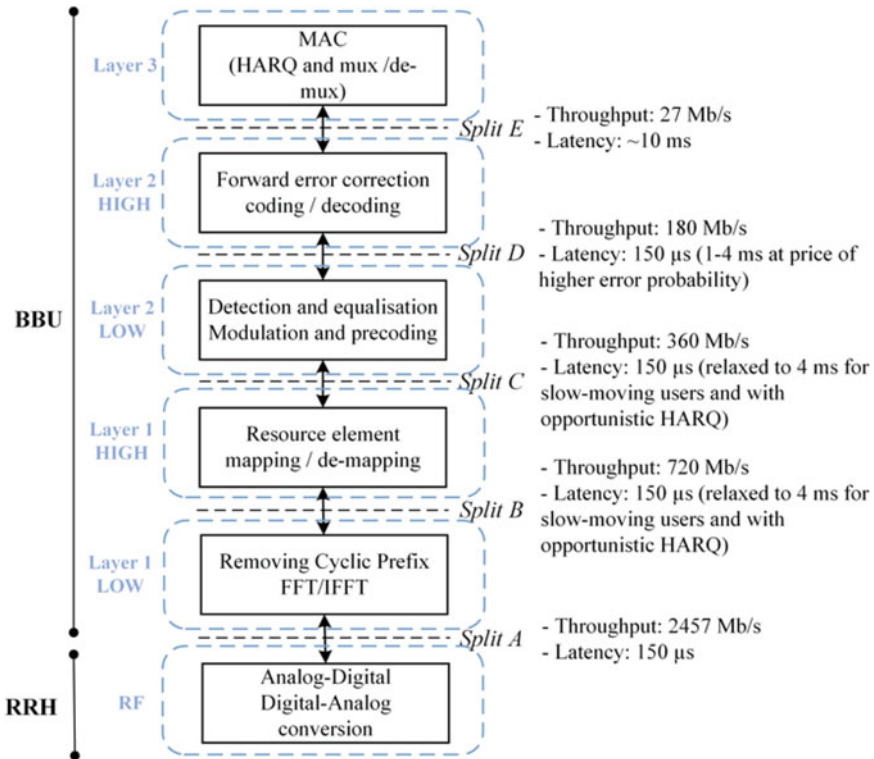 Layer 3
MAC
(HARQ and mux /de-
mux)
Split E
- Throughput: 27 Mb/s
- Latency: ~10 ms
Layer 2
HIGH
Forward error correction
coding / decoding
Split D
- Throughput: 180 Mb/s
- Latency: 150 µs (1-4 ms at price of
higher error probability)
BBU
Layer 2
LOW
Detection and equalisation
Modulation and precoding
Split C
- Throughput: 360 Mb/s
- Latency: 150 µs (relaxed to 4 ms for
slow-moving users and with
opportunistic HARQ)
Layer 1
HIGH
Resource element
mapping / de-mapping
Split B
- Throughput: 720 Mb/s
- Latency: 150 µs (relaxed to 4 ms for
slow-moving users and with
opportunistic HARQ)
Layer 1
LOW
Removing Cyclic Prefix
FFT/IFFT
Split A
- Throughput: 2457 Mb/s
- Latency: 150 µs
RRH
RF
Analog-Digital
Digital-Analog
conversion